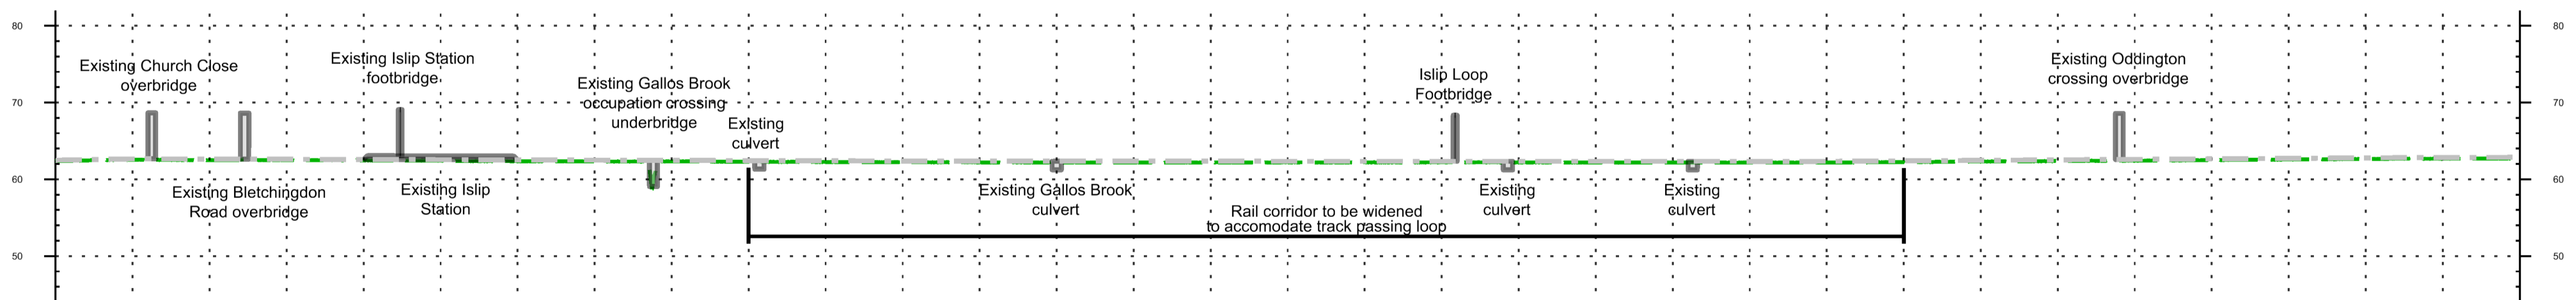 80
80
Existing Church Close
overbridge
Existing Islip Station
footbridge
Existing Gallos Brook
occupation crossing
underbridge
Existing
culvert
Islip Loop
Footbridge
Existing Oddington
crossing overbridge
70
70
60
60
Existing Bletchingdon
Road overbridge
Existing Islip
Station
Existing Gallos Brook
culvert
Existing
culvert
Existing
culvert
Rail corridor to be widened
to accomodate track passing loop
50
50